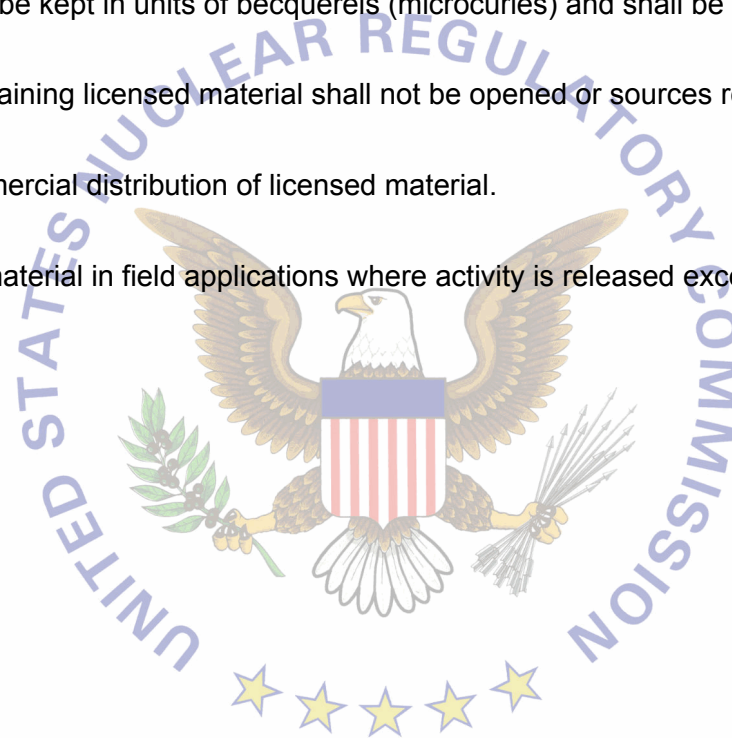 be kept in units of becquerels (microcuries) and shall be
aining licensed material shall not be opened or sources r
mercial distribution of licensed material.
aterial in field applications where activity is released exc
UNITED STATES NUCLEAR REGULATORY COMMISSION